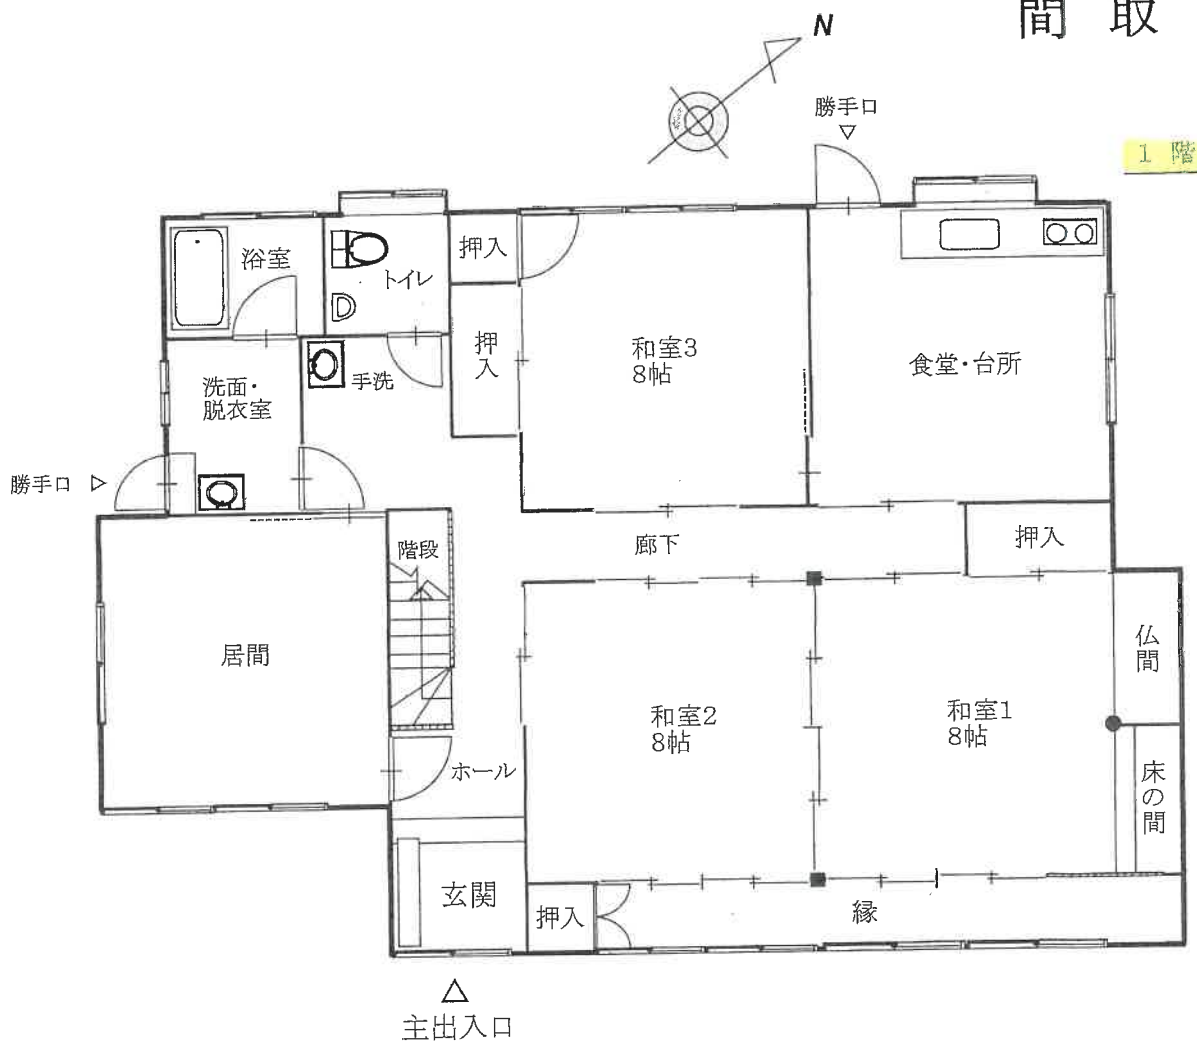 間取
N
勝手口
1 階
浴室
トイレ
押入
押入
和室3
8帖
食堂・台所
洗面・
脱衣室
手洗
勝手口
階段
廊下
押入
居間
仏間
和室2
8帖
和室1
8帖
ホール
床の間
玄関
押入
縁
主出入口